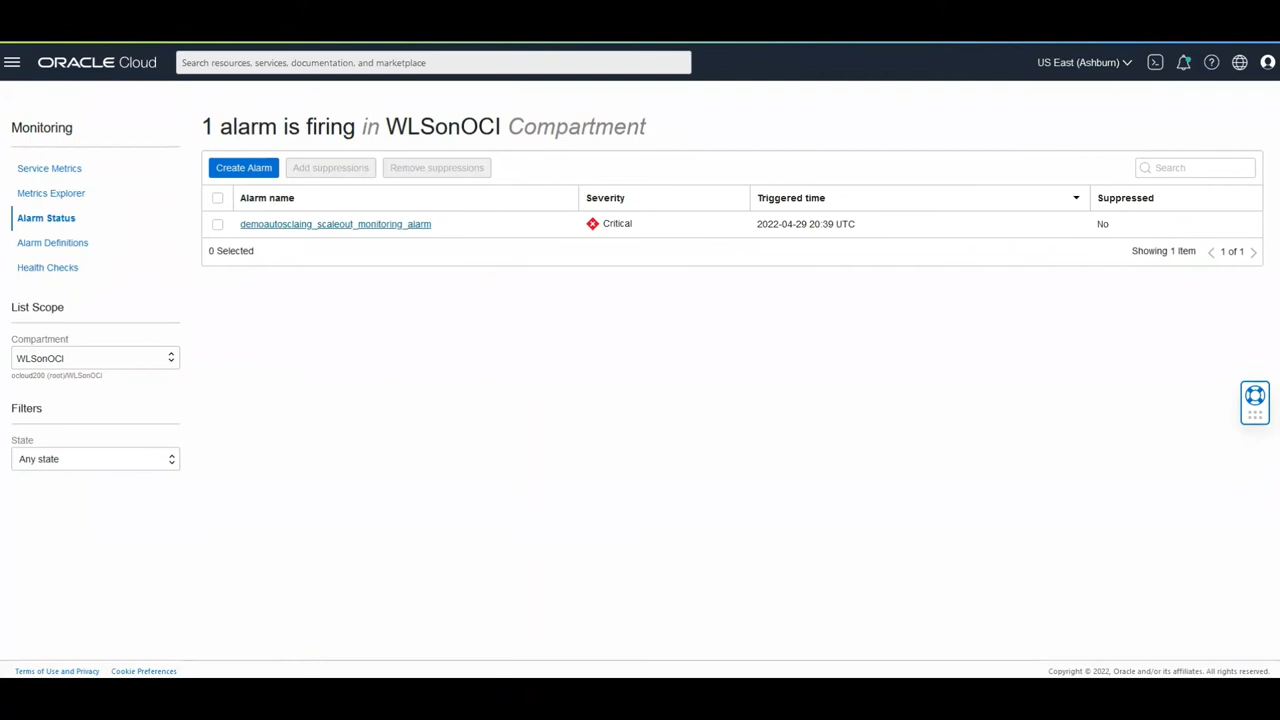 ORACLE Cloud
Search resources, services, documentation, and marketplace
US East (Ashburn)
Monitoring
Service Metrics
Metrics Explorer
Alarm Status
Alarm Definitions
Health Checks
List Scope
Compartment
WLSonOCI
ocloud200 (root)/WLSonOCI
Filters
State
Any state
1 alarm is firing in WLSonOCI Compartment
Create Alarm
Add suppressions
Remove suppressions
Search
Alarm name Severity Triggered time Suppressed
demoautosclaing_scaleout_monitoring_alarm Critical 2022-04-29 20:39 UTC No
0 Selected
Showing 1 Item
1 of 1
Terms of Use and Privacy
Cookie Preferences
Copyright © 2022, Oracle and/or its affiliates. All rights reserved.